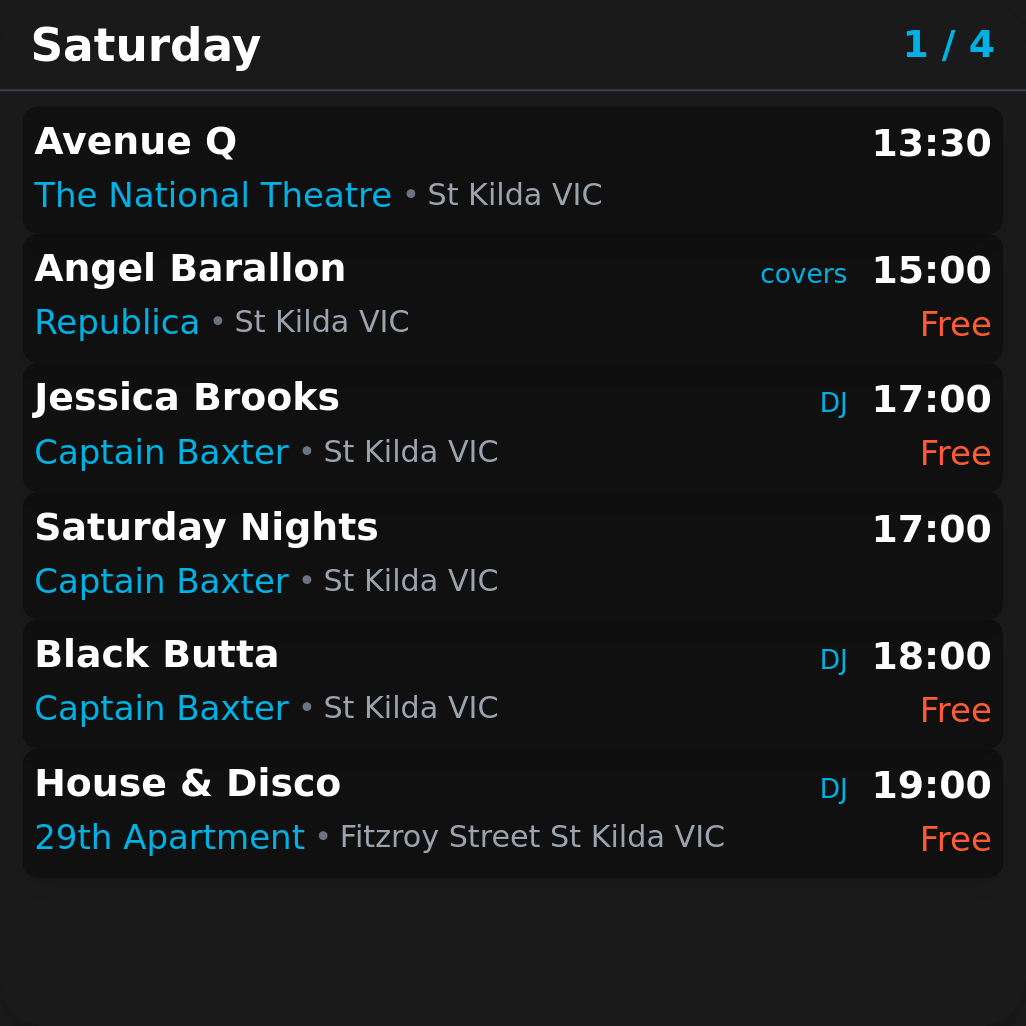 Saturday 1 / 4
Avenue Q 13:30
The National Theatre • St Kilda VIC
Angel Barallon covers 15:00
Republica • St Kilda VIC Free
Jessica Brooks DJ 17:00
Captain Baxter • St Kilda VIC Free
Saturday Nights 17:00
Captain Baxter • St Kilda VIC
Black Butta DJ 18:00
Captain Baxter • St Kilda VIC Free
House & Disco DJ 19:00
29th Apartment • Fitzroy Street St Kilda VIC Free